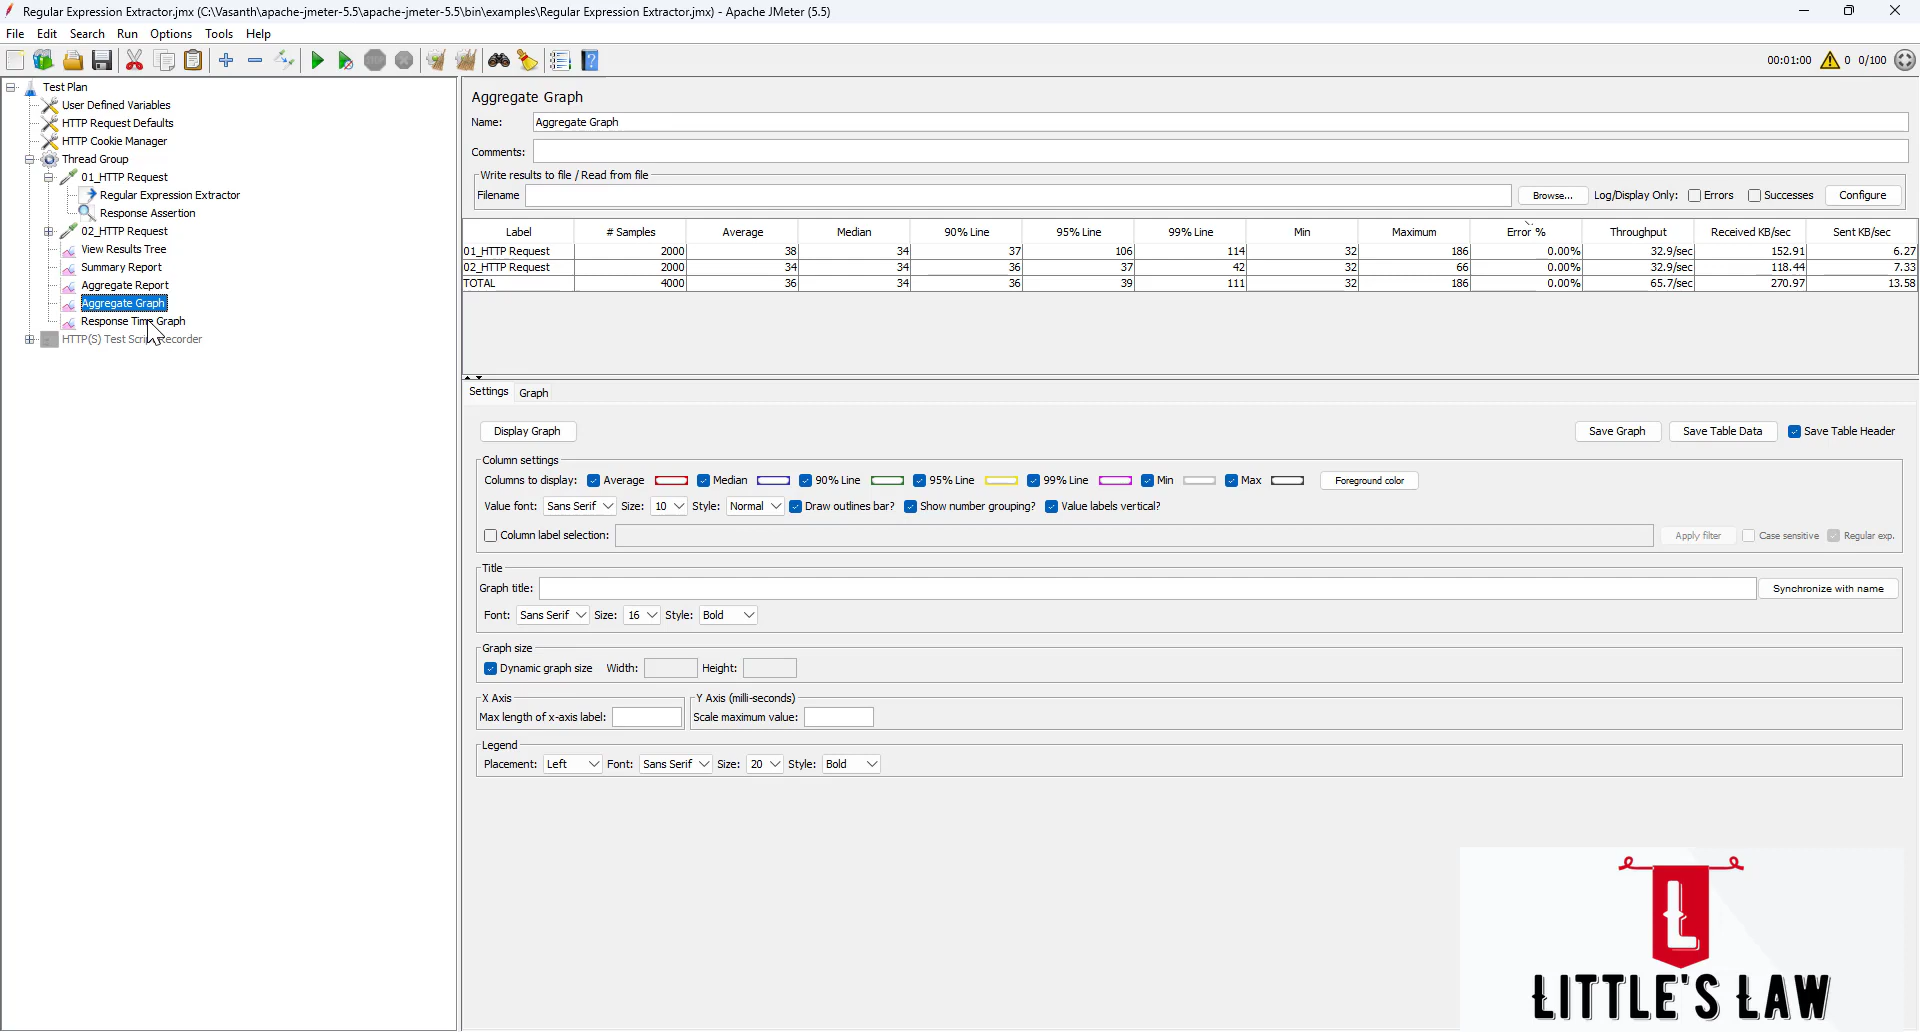 Regular Expression Extractor.jmx (C:\Vasanth\apache-jmeter-5.5\apache-jmeter-5.5\bin\examples\Regular Expression Extractor.jmx) - Apache JMeter (5.5)
File Edit Search Run Options Tools Help
00:01:00 0 0/100
Test Plan
User Defined Variables
HTTP Request Defaults
HTTP Cookie Manager
Thread Group
01_HTTP Request
Regular Expression Extractor
Response Assertion
02_HTTP Request
View Results Tree
Summary Report
Aggregate Report
Aggregate Graph
Response Time Graph
HTTP(S) Test Script Recorder
Aggregate Graph
Name: Aggregate Graph
Comments:
Write results to file / Read from file
Filename Browse... Log/Display Only: Errors Successes Configure
Label # Samples Average Median 90% Line 95% Line 99% Line Min Maximum Error % Throughput Received KB/sec Sent KB/sec
01_HTTP Request 2000 38 34 37 106 114 32 186 0.00% 32.9/sec 152.91 6.27
02_HTTP Request 2000 34 34 36 37 42 32 66 0.00% 32.9/sec 118.44 7.33
TOTAL 4000 36 34 36 39 111 32 186 0.00% 65.7/sec 270.97 13.58
Settings Graph
Display Graph Save Graph Save Table Data Save Table Header
Column settings
Columns to display: Average Median 90% Line 95% Line 99% Line Min Max Foreground color
Value font: Sans Serif Size: 10 Style: Normal Draw outlines bar? Show number grouping? Value labels vertical?
Column label selection: Apply filter Case sensitive Regular exp.
Title
Graph title: Synchronize with name
Font: Sans Serif Size: 16 Style: Bold
Graph size
Dynamic graph size Width: Height:
X Axis Y Axis (milli-seconds)
Max length of x-axis label: Scale maximum value:
Legend
Placement: Left Font: Sans Serif Size: 20 Style: Bold
L
LITTLE'S LAW